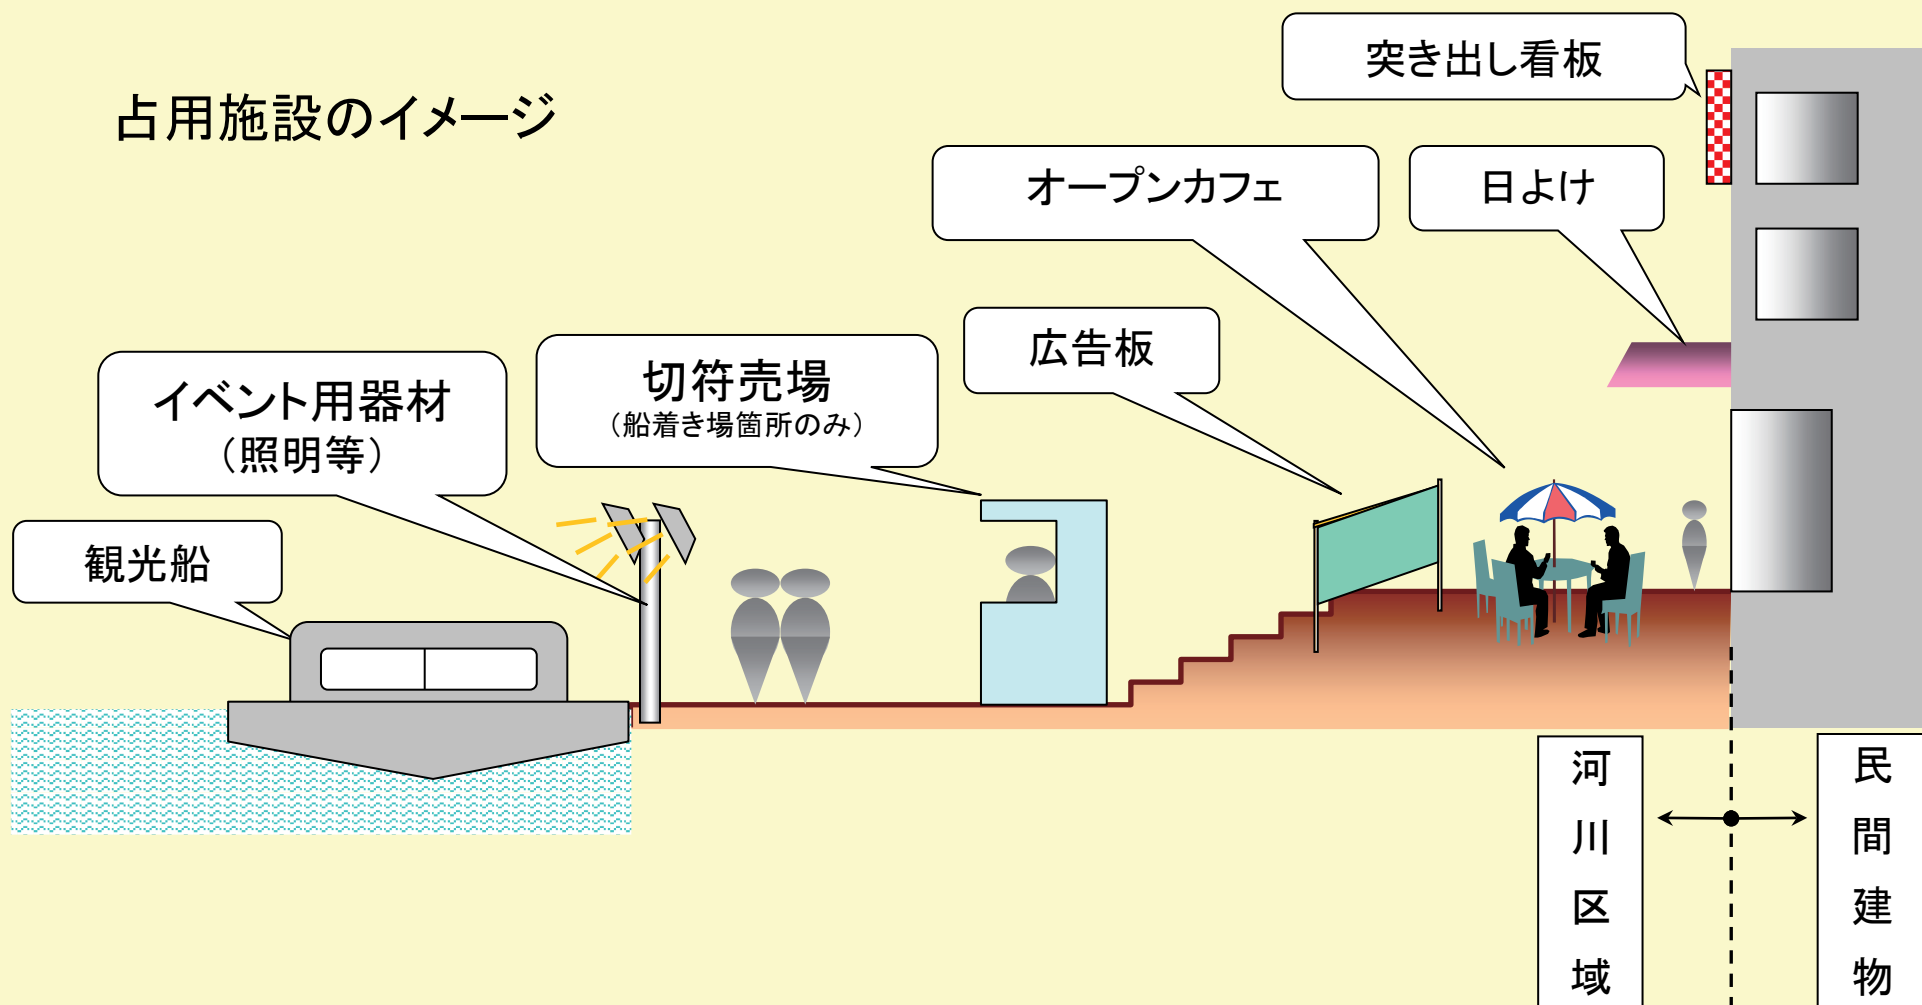 占用施設のイメージ
突き出し看板
オープンカフェ
日よけ
広告板
切符売場
（船着き場箇所のみ）
イベント用器材
（照明等）
観光船
河川区域
民間建物